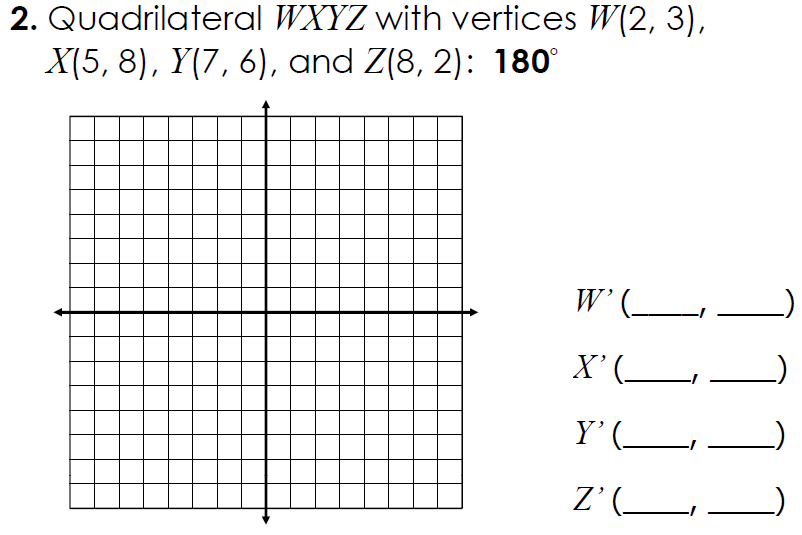 2. Quadrilateral WXYZ with vertices W(2, 3),
X(5, 8), Y(7, 6), and Z(8, 2): 180°
W’ (____, ____)
X’ (____, ____)
Y’ (____, ____)
Z’ (____, ____)